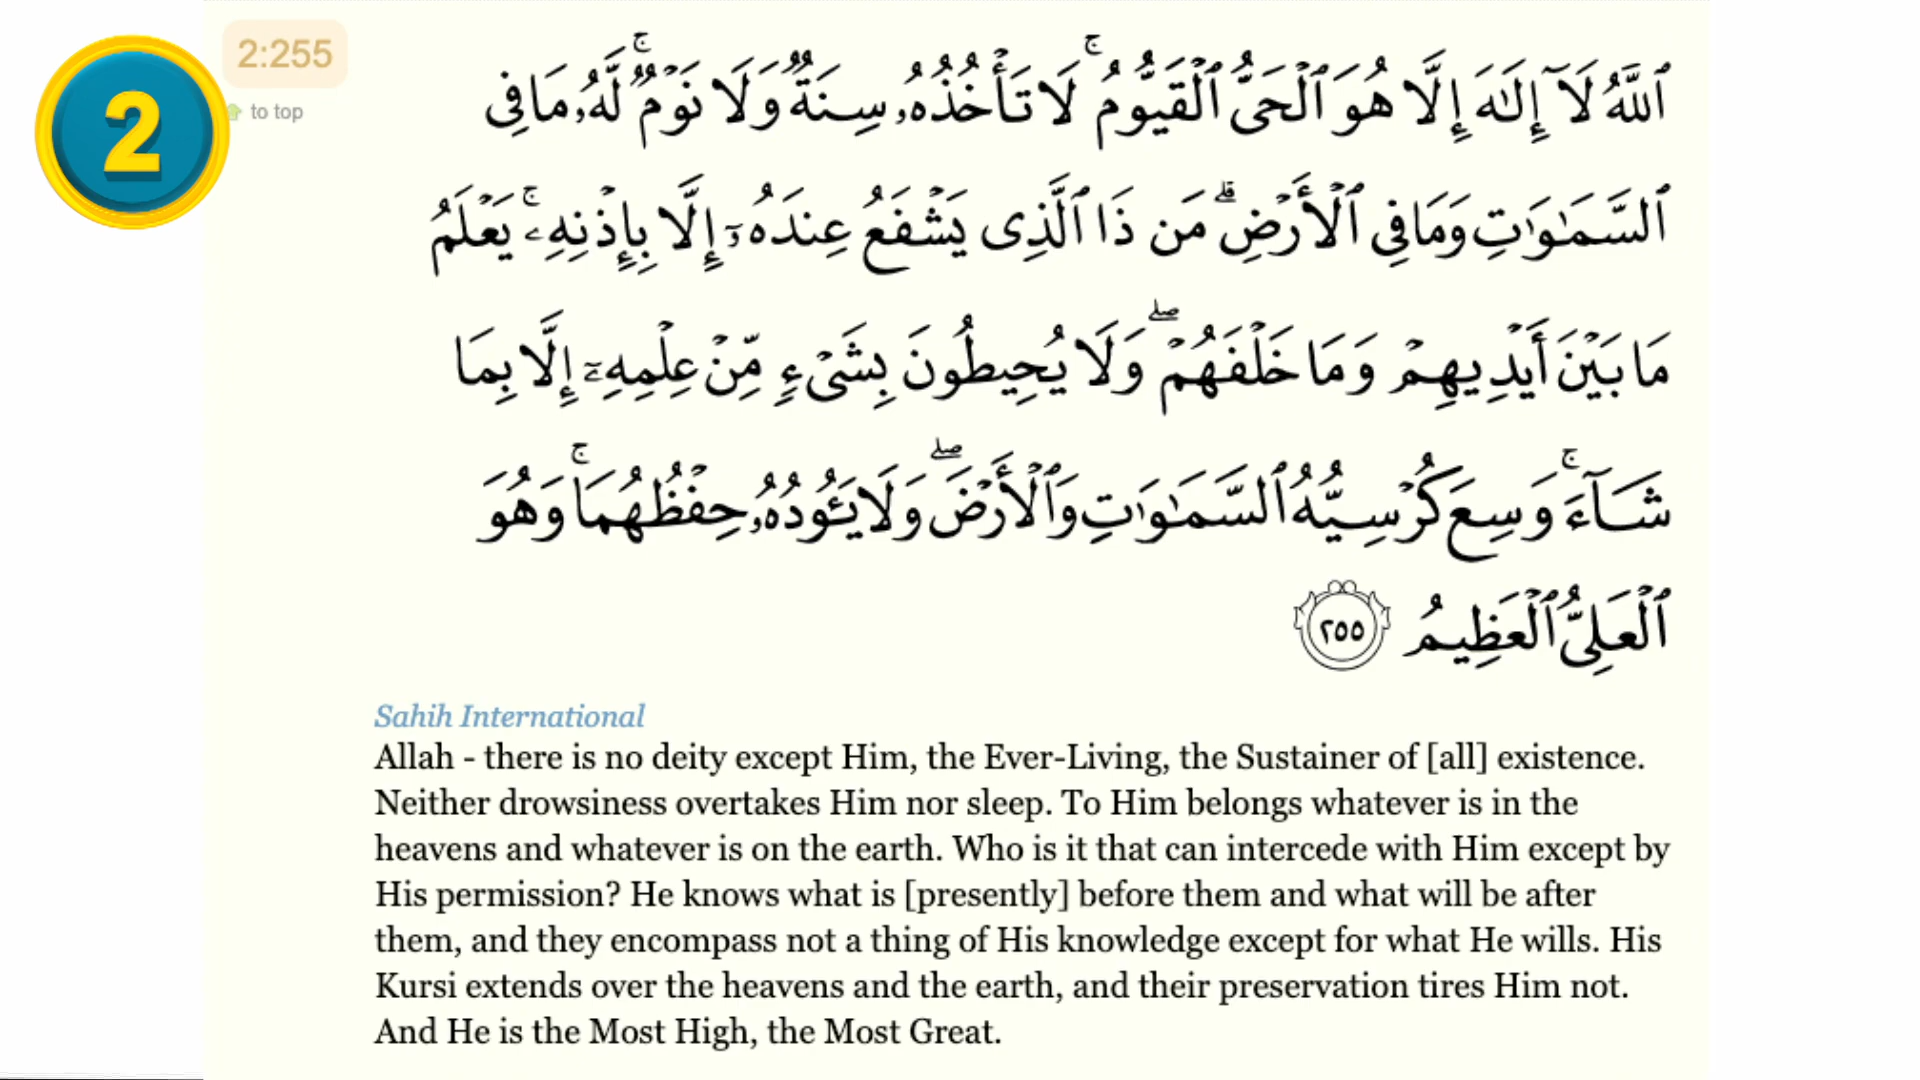 2
2:255
to top
ٱللَّهُ لَآ إِلَٰهَ إِلَّا هُوَ ٱلْحَىُّ ٱلْقَيُّومُ ۚ لَا تَأْخُذُهُۥ سِنَةٌ وَلَا نَوْمٌ ۚ لَّهُۥ مَا فِى
ٱلسَّمَٰوَٰتِ وَمَا فِى ٱلْأَرْضِ ۗ مَن ذَا ٱلَّذِى يَشْفَعُ عِندَهُۥٓ إِلَّا بِإِذْنِهِۦ ۚ يَعْلَمُ
مَا بَيْنَ أَيْدِيهِمْ وَمَا خَلْفَهُمْ ۖ وَلَا يُحِيطُونَ بِشَىْءٍ مِّنْ عِلْمِهِۦٓ إِلَّا بِمَا
شَآءَ ۚ وَسِعَ كُرْسِيُّهُ ٱلسَّمَٰوَٰتِ وَٱلْأَرْضَ ۖ وَلَا يَـُٔودُهُۥ حِفْظُهُمَا ۚ وَهُوَ
ٱلْعَلِىُّ ٱلْعَظِيمُ ٢٥٥
Sahih International
Allah - there is no deity except Him, the Ever-Living, the Sustainer of [all] existence.
Neither drowsiness overtakes Him nor sleep. To Him belongs whatever is in the
heavens and whatever is on the earth. Who is it that can intercede with Him except by
His permission? He knows what is [presently] before them and what will be after
them, and they encompass not a thing of His knowledge except for what He wills. His
Kursi extends over the heavens and the earth, and their preservation tires Him not.
And He is the Most High, the Most Great.